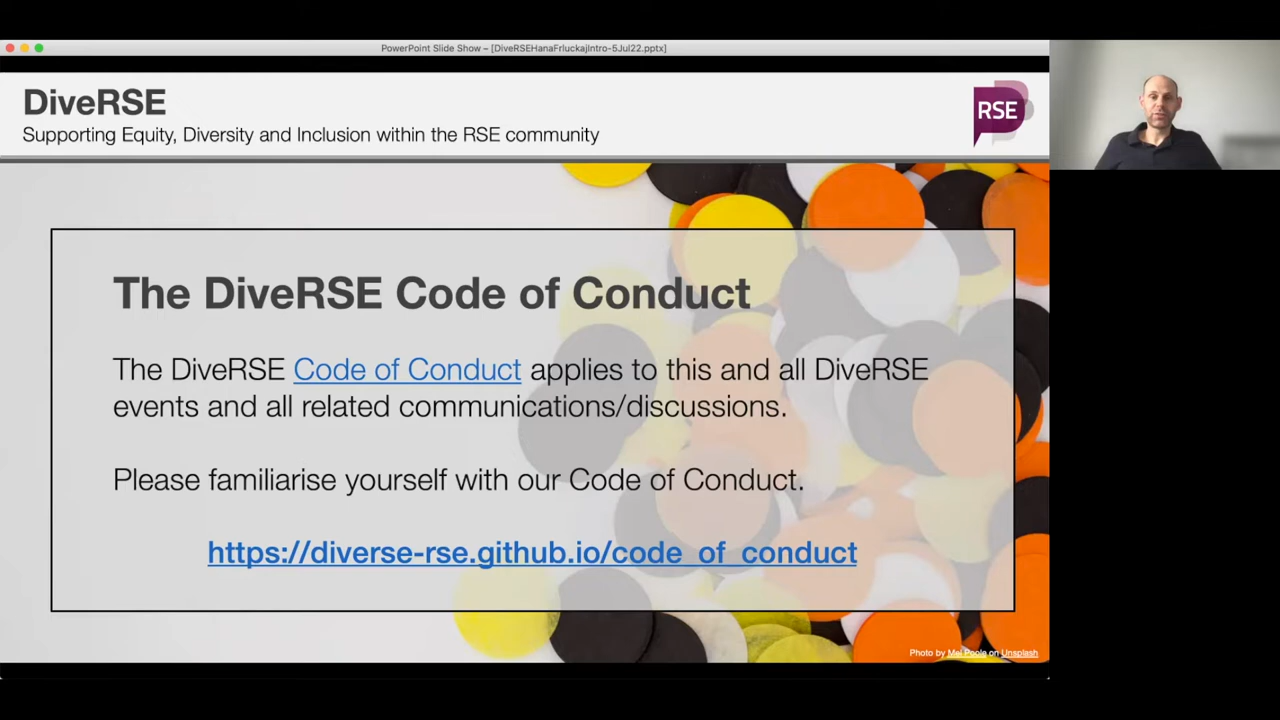 PowerPoint Slide Show – [DiveRSEHanaFrluckajIntro-5Jul22.pptx]
DiveRSE
Supporting Equity, Diversity and Inclusion within the RSE community
RSE
The DiveRSE Code of Conduct
The DiveRSE Code of Conduct applies to this and all DiveRSE
events and all related communications/discussions.
Please familiarise yourself with our Code of Conduct.
https://diverse-rse.github.io/code_of_conduct
Photo by Mel Poole on Unsplash